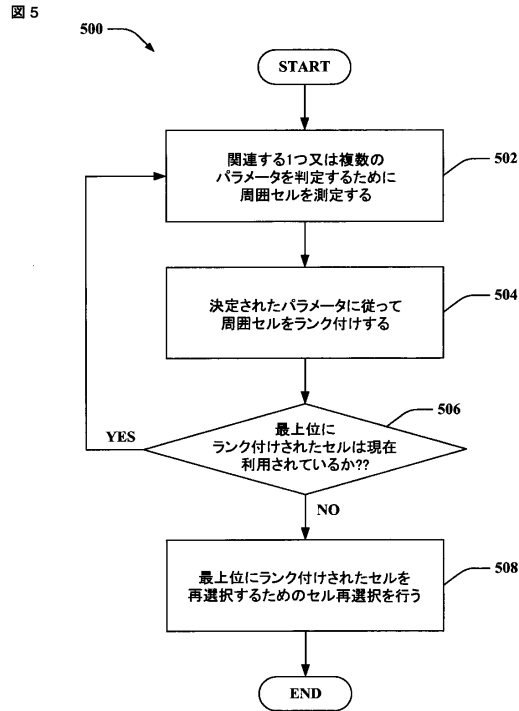 図5
500
START
関連する1つ又は複数の
パラメータを判定するために
周囲セルを測定する
502
決定されたパラメータに従って
周囲セルをランク付けする
504
506
最上位に
ランク付けされたセルは現在
利用されているか??
YES
NO
最上位にランク付けされたセルを
再選択するためのセル再選択を行う
508
END